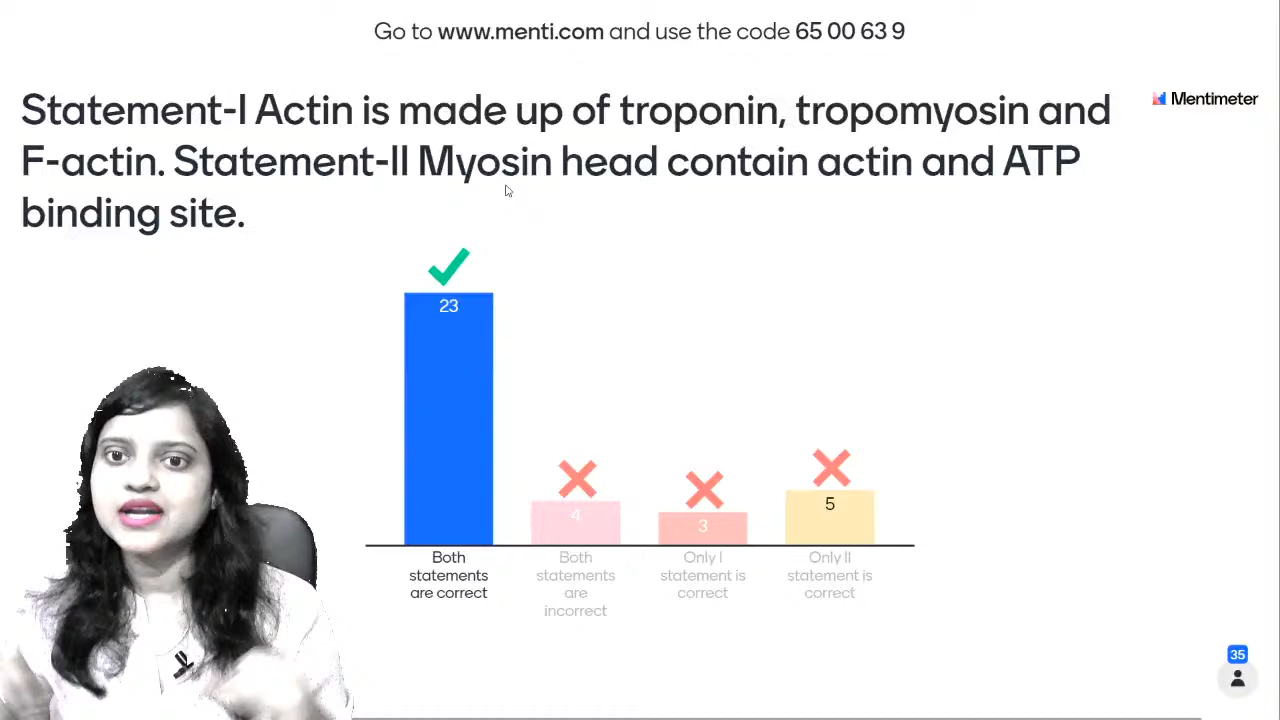 Go to www.menti.com and use the code 65 00 63 9
Statement-I Actin is made up of troponin, tropomyosin and
F-actin. Statement-II Myosin head contain actin and ATP
binding site.
Mentimeter
23
4
3
5
Both
statements
are correct
Both
statements
are
incorrect
Only I
statement is
correct
Only II
statement is
correct
35